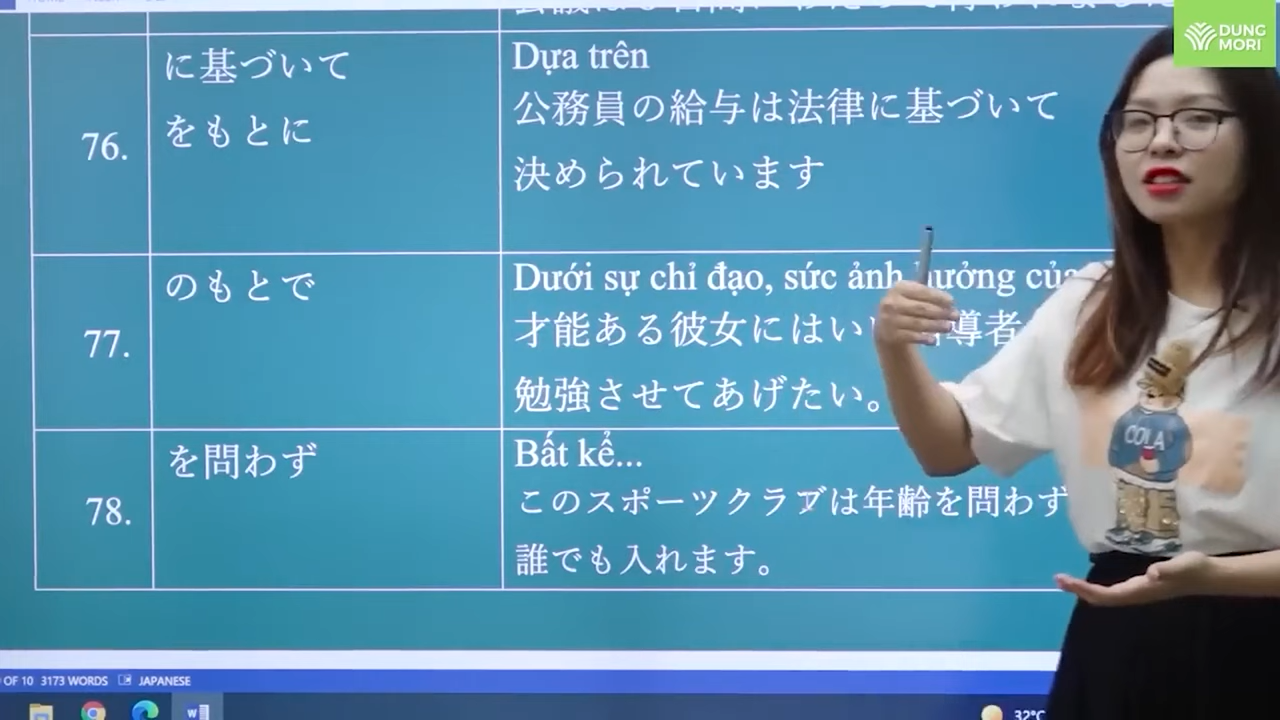 DUNG
MORI
76.
に基づいて
をもとに
Dựa trên
公務員の給与は法律に基づいて
決められています
77.
のもとで
Dưới sự chỉ đạo, sức ảnh hưởng của
才能ある彼女にはい
導者
勉強させてあげたい。
78.
を問わず
Bất kể...
このスポーツクラブは年齢を問わず
誰でも入れます。
COLA
OF 10 3173 WORDS JAPANESE
32°C